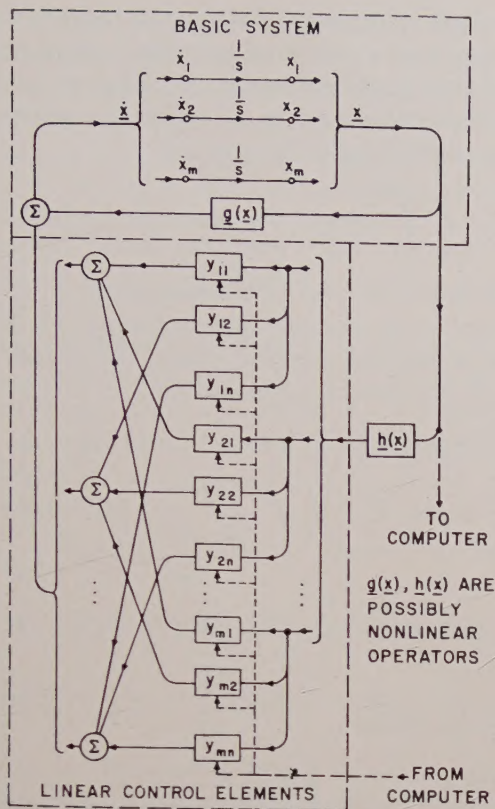 BASIC SYSTEM
ẋ1 1/s x1
ẋ ẋ2 1/s x2 x
ẋm 1/s xm
Σ g(x)
Σ y11
y12
y1n
y21 h(x)
Σ y22
TO
COMPUTER
y2n
g(x), h(x) ARE
⋮ ⋮ ⋮ POSSIBLY
ym1 NONLINEAR
OPERATORS
ym2
Σ ymn
FROM
LINEAR CONTROL ELEMENTS COMPUTER